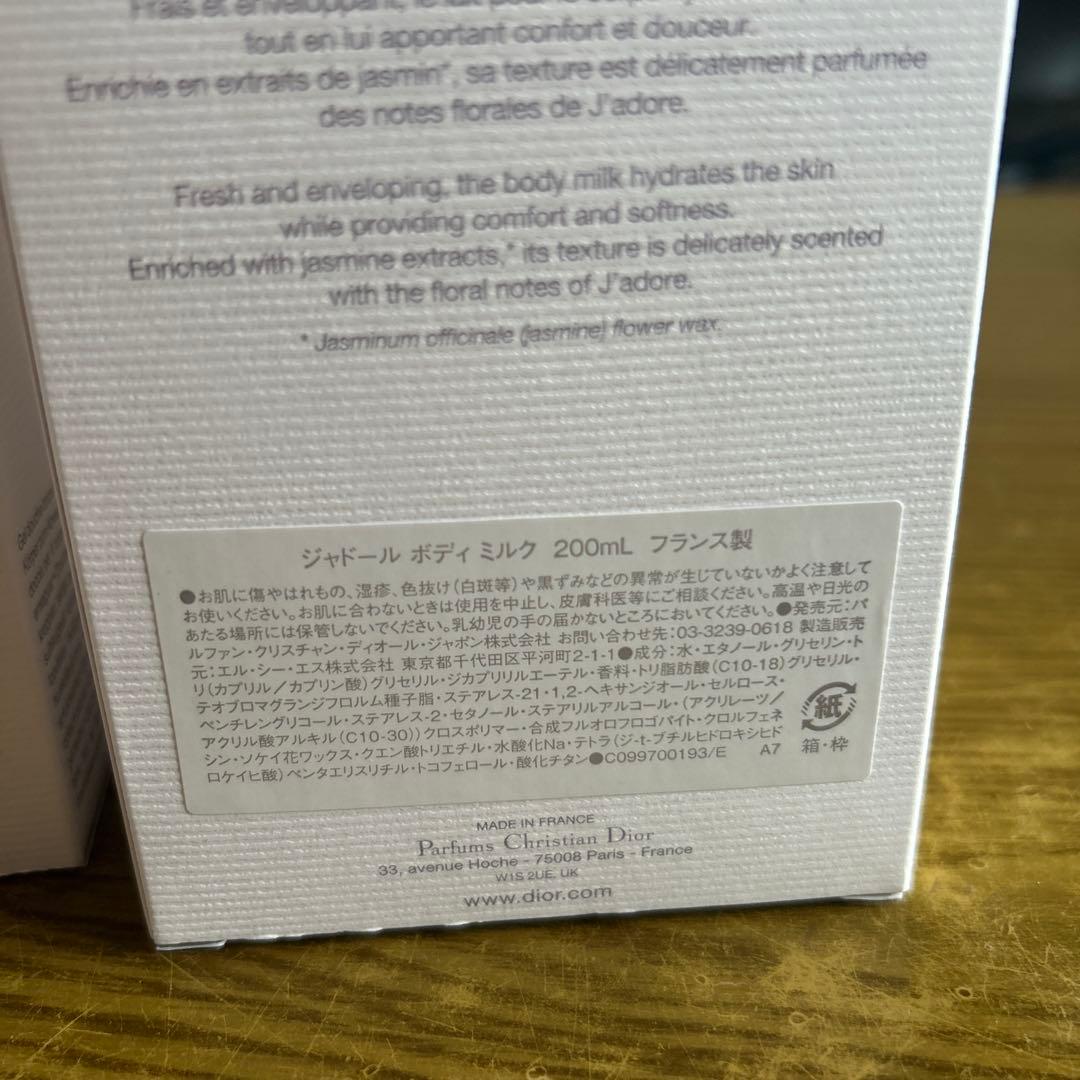 Frais et enveloppant, le lait pour le
tout en lui apportant confort et douceur.
Enrichie en extraits de jasmin*, sa texture est délicatement parfumée
des notes florales de J'adore.
Fresh and enveloping, the body milk hydrates the skin
while providing comfort and softness.
Enriched with jasmine extracts,* its texture is delicately scented
with the floral notes of J'adore.
* Jasminum officinale (jasmine) flower wax.
ジャドール ボディ ミルク 200mL フランス製
●お肌に傷やはれもの、湿疹、色抜け(白斑等)や黒ずみなどの異常が生じていないかよく注意して
お使いください。お肌に合わないときは使用を中止し、皮膚科医等にご相談ください。高温や日光の
あたる場所には保管しないでください。乳幼児の手の届かないところにおいてください。●発売元:パ
ルファン・クリスチャン・ディオール・ジャポン株式会社 お問い合わせ先:03-3239-0618 製造販売
元:エル・シー・エス株式会社 東京都千代田区平河町2-1-1●成分:水・エタノール・グリセリン・ト
リ(カプリル/カプリン酸)グリセリル・ジカプリリルエーテル・香料・トリ脂肪酸(C10-18)グリセリル・
テオブロマグランジフロルム種子脂・ステアレス-21・1,2-ヘキサンジオール・セルロース・
ペンチレングリコール・ステアレス-2・セタノール・ステアリルアルコール・(アクリレーツ/
アクリル酸アルキル(C10-30))クロスポリマー・合成フルオロフロゴパイト・クロルフェネ
シン・ソケイ花ワックス・クエン酸トリエチル・水酸化Na・テトラ(ジ-t-ブチルヒドロキシヒド
ロケイヒ酸)ペンタエリスリチル・トコフェロール・酸化チタン●C099700193/E A7
紙
箱・枠
MADE IN FRANCE
Parfums Christian Dior
33, avenue Hoche - 75008 Paris - France
W1S 2UE, UK
www.dior.com